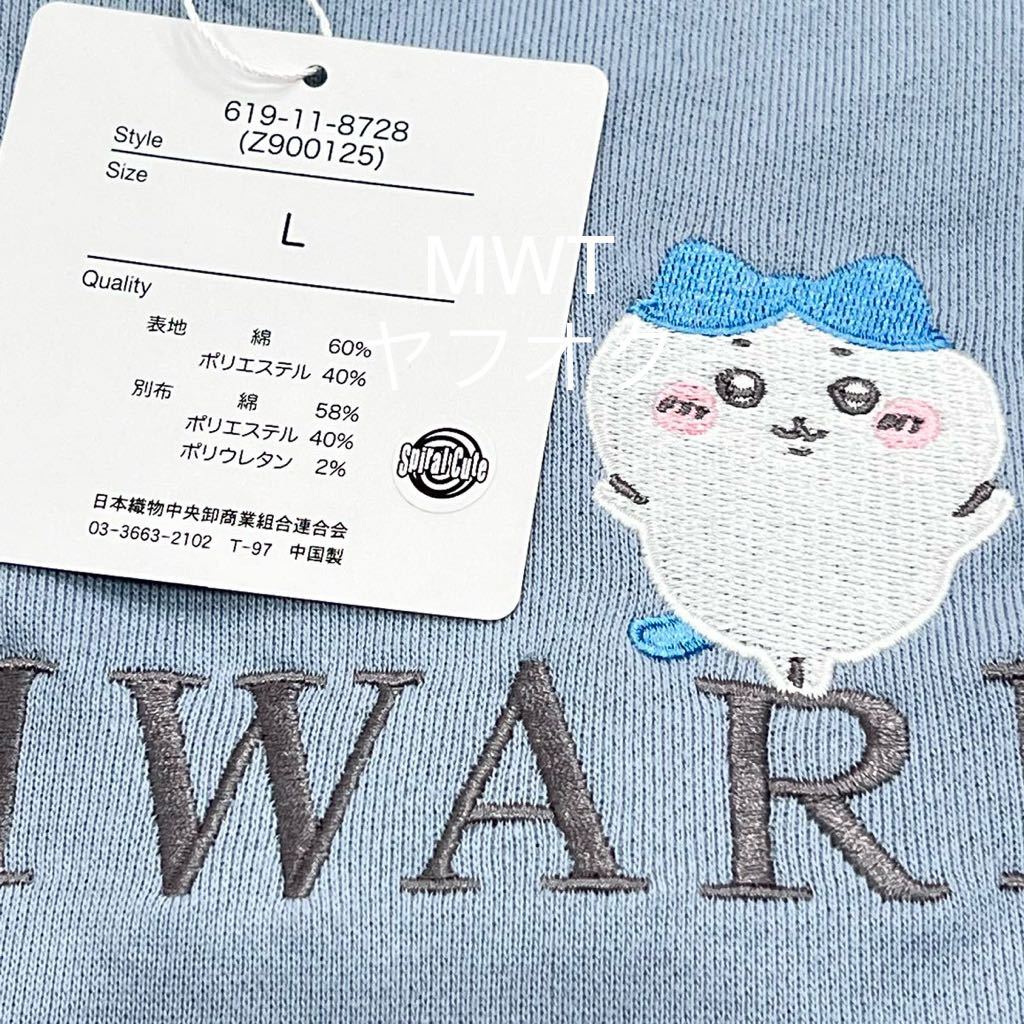 619-11-8728
Style (Z900125)
Size
L
Quality
表地 綿 60%
ポリエステル 40%
別布 綿 58%
ポリエステル 40%
ポリウレタン 2%
Spiral Cute
日本織物中央卸商業組合連合会
03-3663-2102 T-97 中国製
MWT
ヤフオク
IWARE